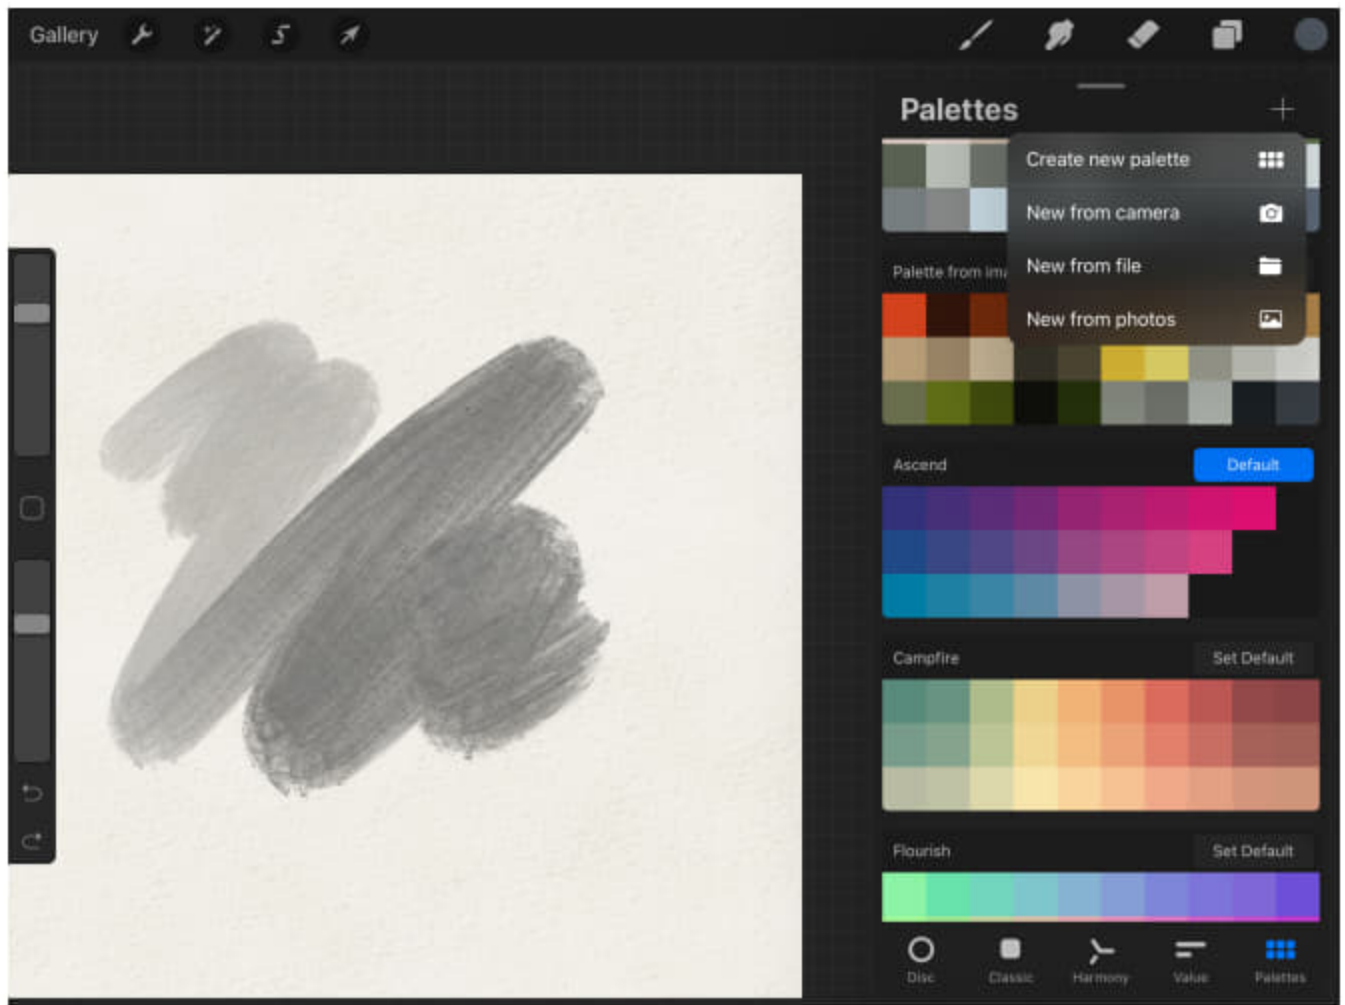 Gallery
Palettes
Create new palette
New from camera
Palette from ima
New from file
New from photos
Ascend
Default
Campfire
Set Default
Flourish
Set Default
Disc
Classic
Harmony
Value
Palettes